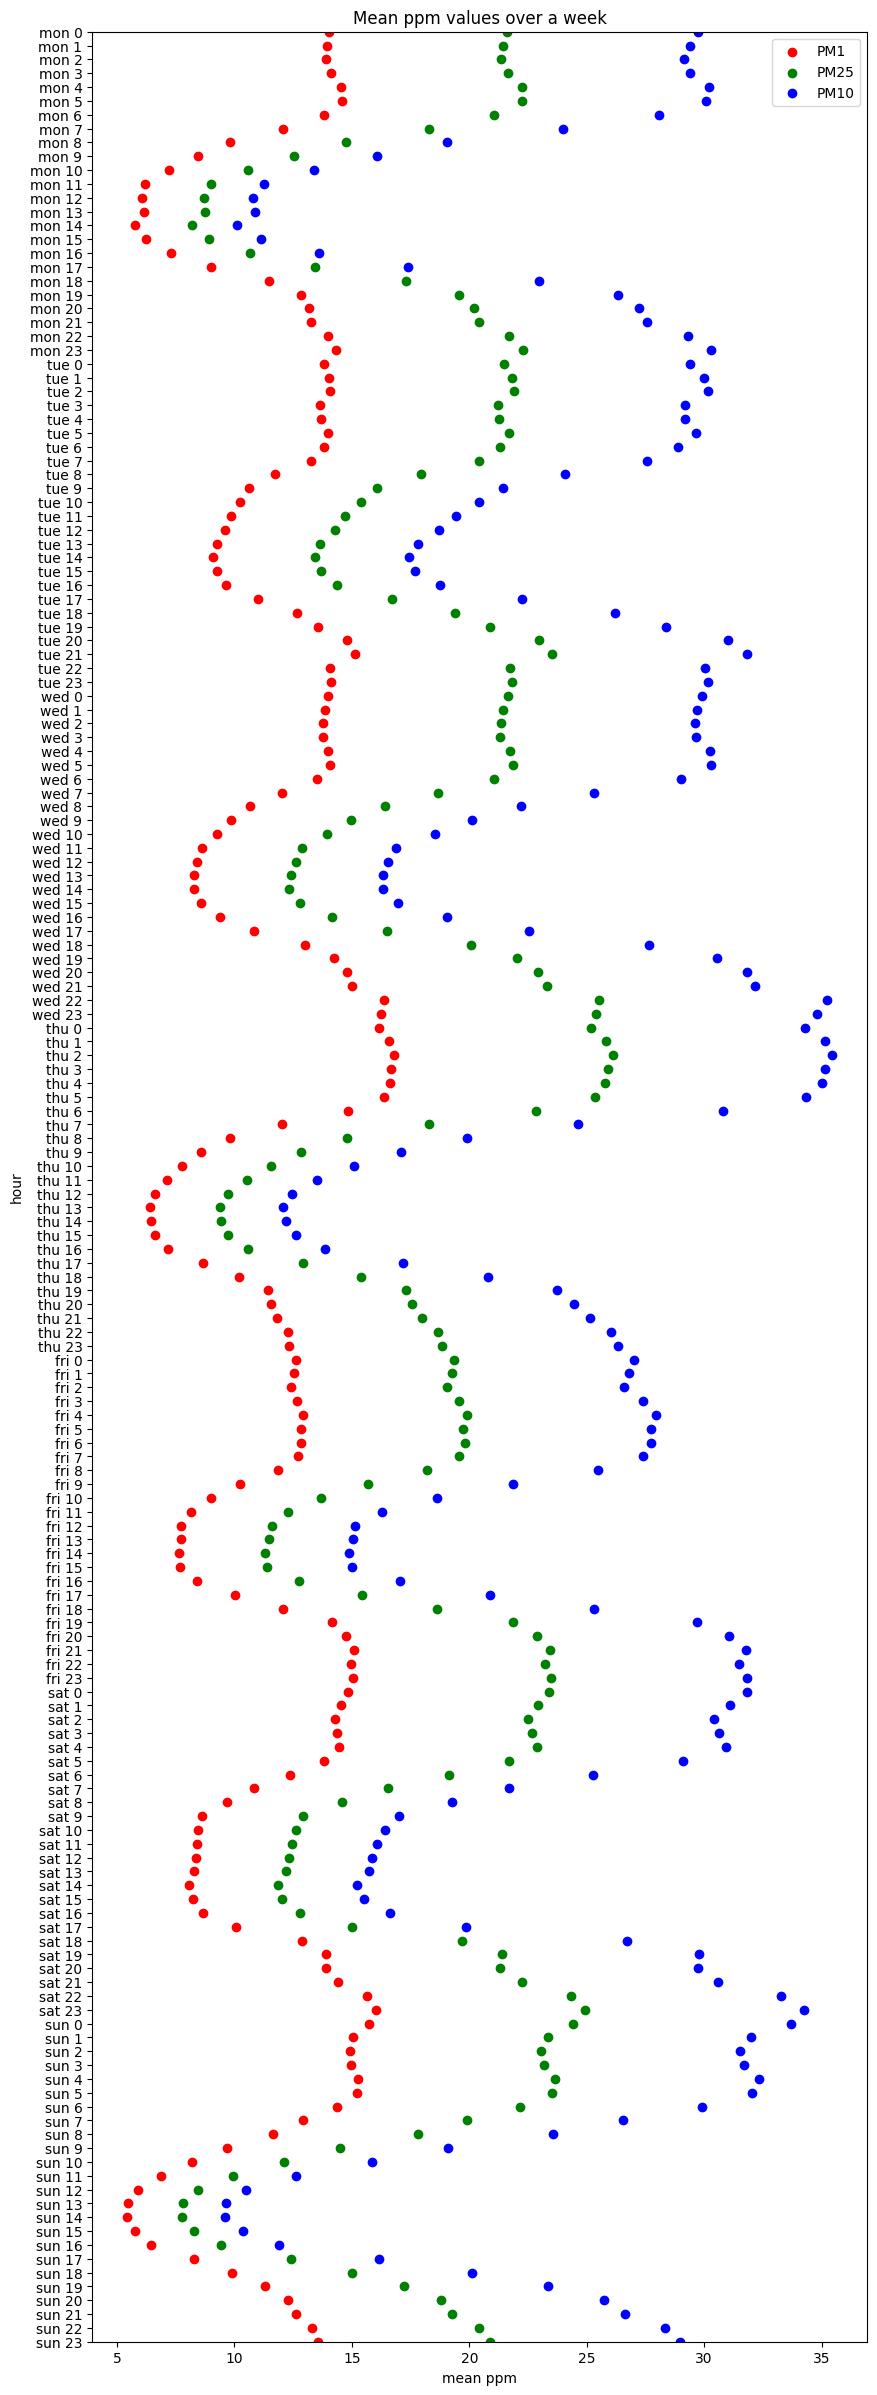 Mean ppm values over a week
PM1
PM25
PM10
mon 0
mon 1
mon 2
mon 3
mon 4
mon 5
mon 6
mon 7
mon 8
mon 9
mon 10
mon 11
mon 12
mon 13
mon 14
mon 15
mon 16
mon 17
mon 18
mon 19
mon 20
mon 21
mon 22
mon 23
tue 0
tue 1
tue 2
tue 3
tue 4
tue 5
tue 6
tue 7
tue 8
tue 9
tue 10
tue 11
tue 12
tue 13
tue 14
tue 15
tue 16
tue 17
tue 18
tue 19
tue 20
tue 21
tue 22
tue 23
wed 0
wed 1
wed 2
wed 3
wed 4
wed 5
wed 6
wed 7
wed 8
wed 9
wed 10
wed 11
wed 12
wed 13
wed 14
wed 15
wed 16
wed 17
wed 18
wed 19
wed 20
wed 21
wed 22
wed 23
thu 0
thu 1
thu 2
thu 3
thu 4
thu 5
thu 6
thu 7
thu 8
thu 9
thu 10
thu 11
thu 12
thu 13
thu 14
thu 15
thu 16
thu 17
thu 18
thu 19
thu 20
thu 21
thu 22
thu 23
fri 0
fri 1
fri 2
fri 3
fri 4
fri 5
fri 6
fri 7
fri 8
fri 9
fri 10
fri 11
fri 12
fri 13
fri 14
fri 15
fri 16
fri 17
fri 18
fri 19
fri 20
fri 21
fri 22
fri 23
sat 0
sat 1
sat 2
sat 3
sat 4
sat 5
sat 6
sat 7
sat 8
sat 9
sat 10
sat 11
sat 12
sat 13
sat 14
sat 15
sat 16
sat 17
sat 18
sat 19
sat 20
sat 21
sat 22
sat 23
sun 0
sun 1
sun 2
sun 3
sun 4
sun 5
sun 6
sun 7
sun 8
sun 9
sun 10
sun 11
sun 12
sun 13
sun 14
sun 15
sun 16
sun 17
sun 18
sun 19
sun 20
sun 21
sun 22
sun 23
hour
5 10 15 20 25 30 35
mean ppm